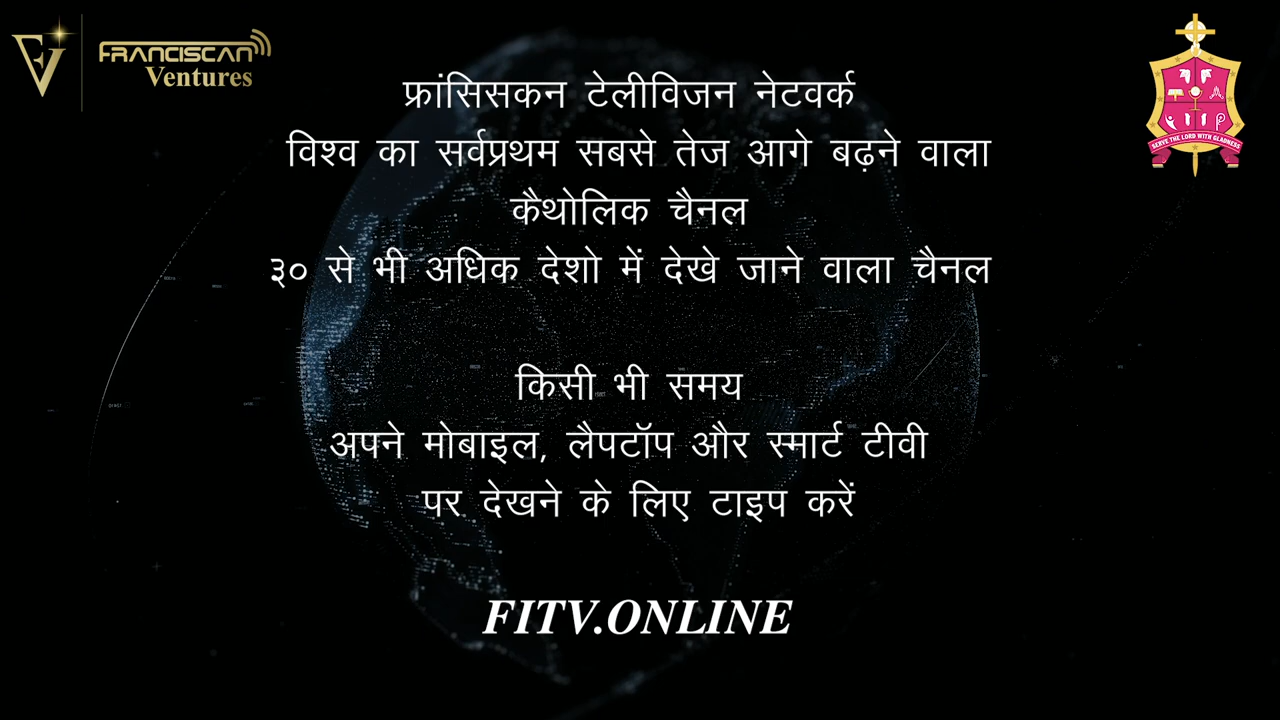 FRANCISCAN
Ventures
फ्रांसिसकन टेलीविजन नेटवर्क
विश्व का सर्वप्रथम सबसे तेज आगे बढ़ने वाला
कैथोलिक चैनल
३० से भी अधिक देशो में देखे जाने वाला चैनल
किसी भी समय
अपने मोबाइल, लैपटॉप और स्मार्ट टीवी
पर देखने के लिए टाइप करें
FITV.ONLINE
SERVE THE LORD WITH GLADNESS